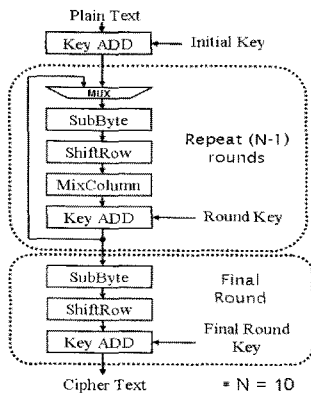 Plain Text
Key ADD
Initial Key
MUX
SubByte
ShiftRow
MixColumn
Key ADD
Repeat (N-1)
rounds
Round Key
SubByte
ShiftRow
Key ADD
Final
Round
Final Round
Key
Cipher Text
* N = 10